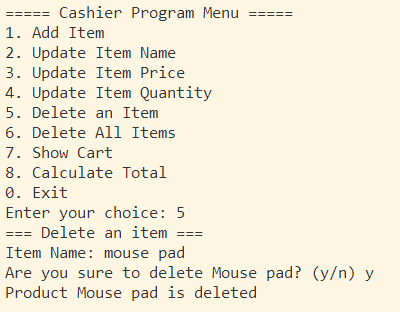 ===== Cashier Program Menu =====
1. Add Item
2. Update Item Name
3. Update Item Price
4. Update Item Quantity
5. Delete an Item
6. Delete All Items
7. Show Cart
8. Calculate Total
0. Exit
Enter your choice: 5
=== Delete an item ===
Item Name: mouse pad
Are you sure to delete Mouse pad? (y/n) y
Product Mouse pad is deleted